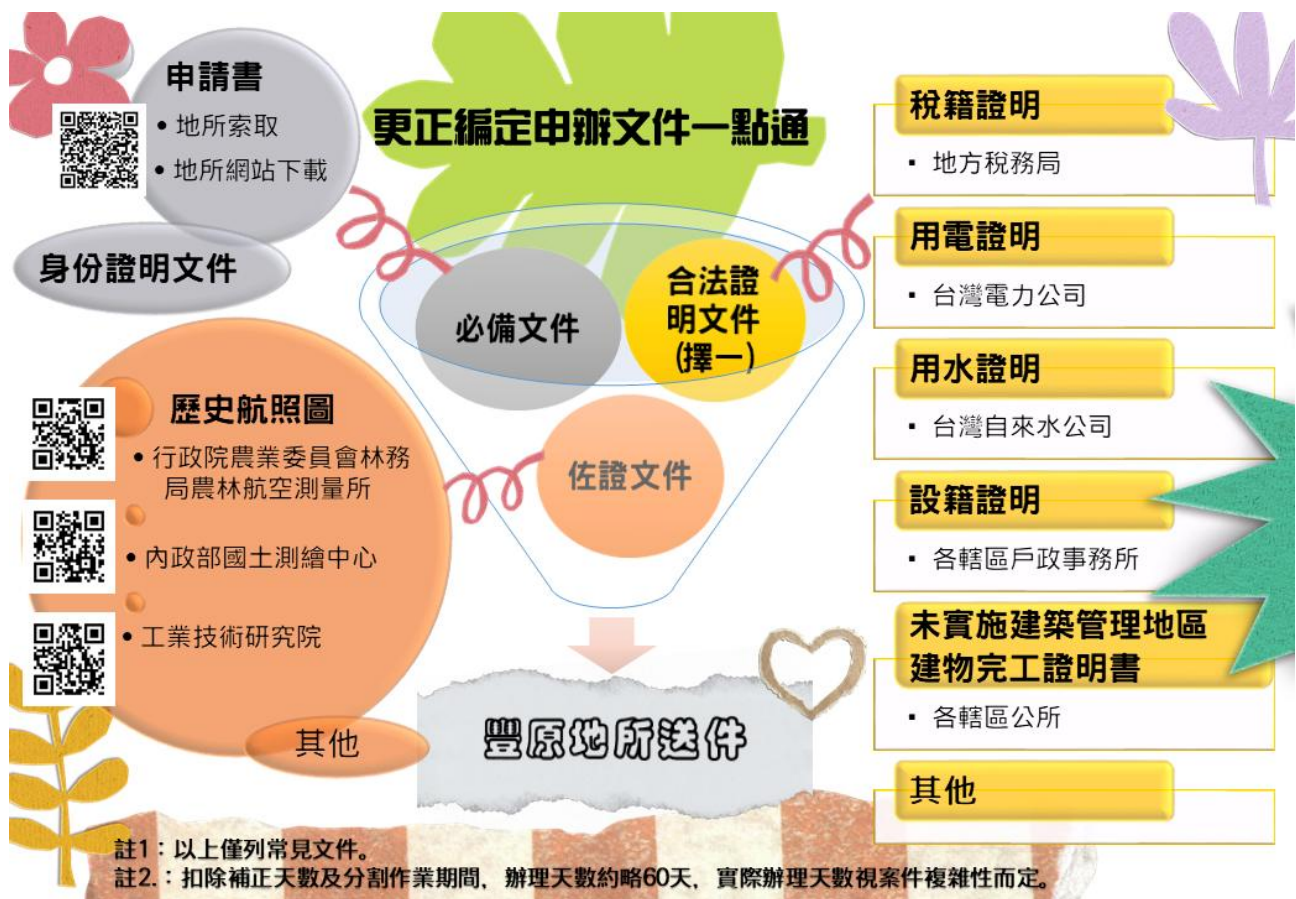 更正編定申辦文件一點通
申請書
• 地所索取
• 地所網站下載
身份證明文件
必備文件
合法證
明文件
(擇一)
佐證文件
歷史航照圖
• 行政院農業委員會林務
局農林航空測量所
• 內政部國土測繪中心
• 工業技術研究院
其他
稅籍證明
▪ 地方稅務局
用電證明
▪ 台灣電力公司
用水證明
▪ 台灣自來水公司
設籍證明
▪ 各轄區戶政事務所
未實施建築管理地區
建物完工證明書
▪ 各轄區公所
其他
豐原地所送件
註1：以上僅列常見文件。
註2.：扣除補正天數及分割作業期間，辦理天數約略60天，實際辦理天數視案件複雜性而定。